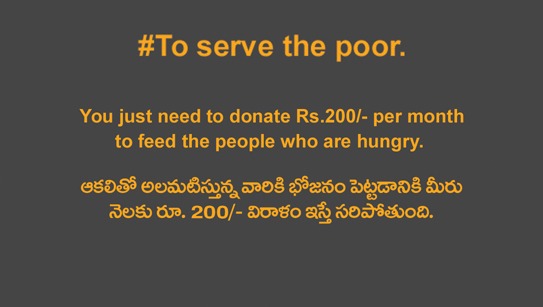 #To serve the poor.
You just need to donate Rs.200/- per month
to feed the people who are hungry.
ఆకలితో అలమటిస్తున్న వారికి భోజనం పెట్టడానికి మీరు
నెలకు రూ. 200/- విరాళం ఇస్తే సరిపోతుంది.